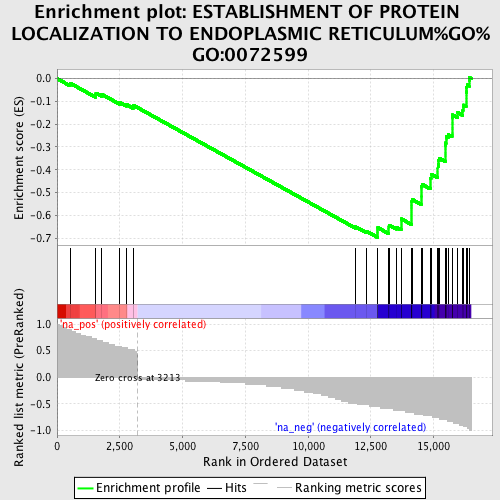 Enrichment plot: ESTABLISHMENT OF PROTEIN
LOCALIZATION TO ENDOPLASMIC RETICULUM%GO%
GO:0072599
Enrichment score (ES)
0.0
-0.1
-0.2
-0.3
-0.4
-0.5
-0.6
-0.7
'na_pos' (positively correlated)
Ranked list metric (PreRanked)
1.0
0.5
0.0
-0.5
-1.0
Zero cross at 3213
'na_neg' (negatively correlated)
0
2,500
5,000
7,500
10,000
12,500
15,000
Rank in Ordered Dataset
Enrichment profile
Hits
Ranking metric scores